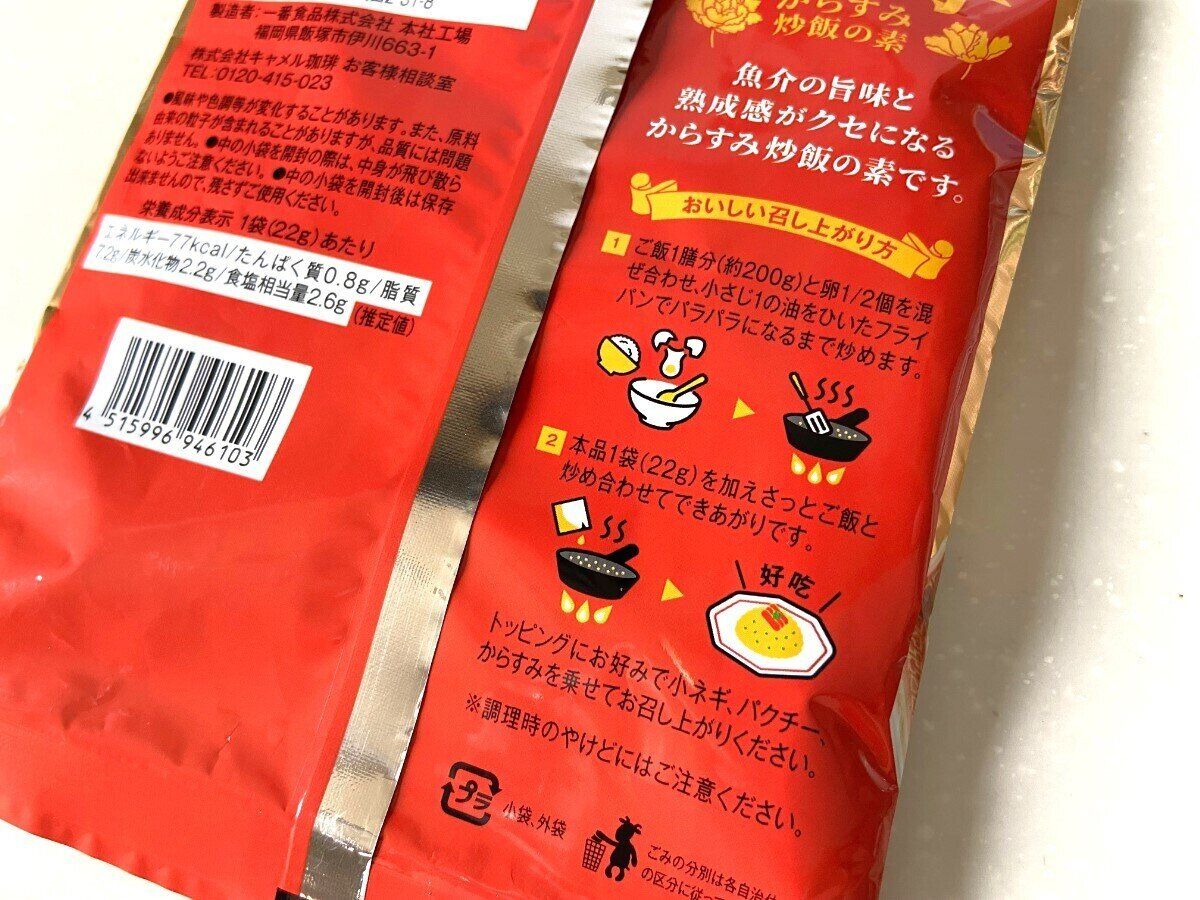 製造者:一番食品株式会社 本社工場
福岡県飯塚市伊川663-1
株式会社キャメル珈琲 お客様相談室
TEL:0120-415-023
●風味や色調等が変化することがあります。また、原料
由来の粒子が含まれることがありますが、品質には問題
ありません。●中の小袋を開封の際は、中身が飛び散ら
ないようご注意ください。●中の小袋を開封後は保存
出来ませんので、残さずご使用ください。
栄養成分表示 1袋(22g)あたり
エネルギー77kcal/たんぱく質0.8g/脂質
7.2g/炭水化物2.2g/食塩相当量2.6g
(推定値)
4 515996 946103
からすみ
炒飯の素
魚介の旨味と
熟成感がクセになる
からすみ炒飯の素です。
おいしい召し上がり方
1 ご飯1膳分(約200g)と卵1/2個を混
ぜ合わせ、小さじ1の油をひいたフライ
パンでパラパラになるまで炒めます。
2 本品1袋(22g)を加えさっとご飯と
炒め合わせてできあがりです。
好吃
トッピングにお好みで小ネギ、パクチー、
からすみを乗せてお召し上がりください。
※調理時のやけどにはご注意ください。
プラ
小袋、外袋
ごみの分別は各自治
の区分に従って